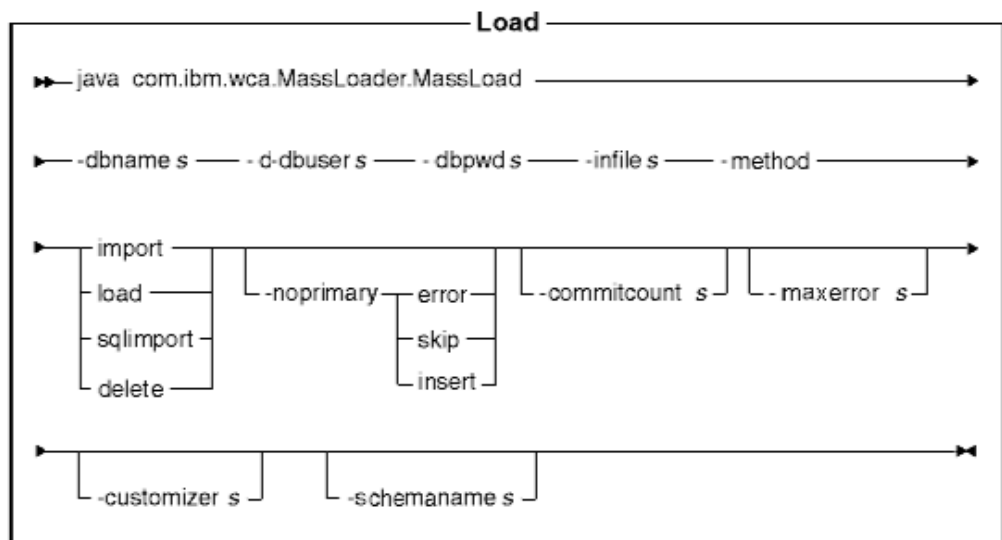 Load
java com.ibm.wca.MassLoader.MassLoad
-dbname s -d-dbuser s -dbpwd s -infile s -method
import
-noprimary error -commitcount s -maxerror s
load
sqlimport skip
delete insert
-customizer s -schemaname s